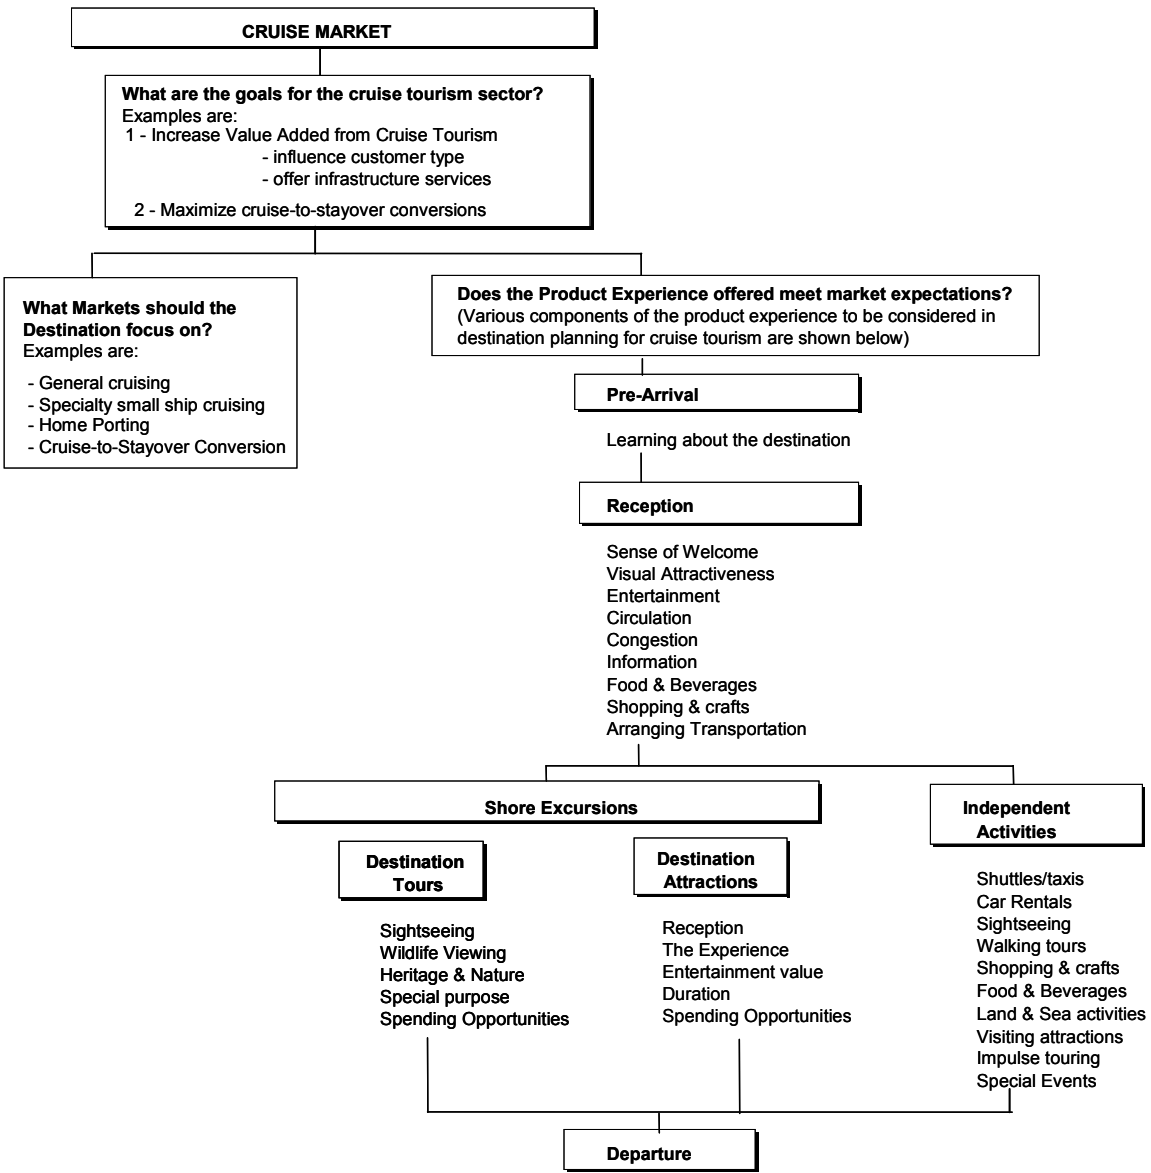 CRUISE MARKET
What are the goals for the cruise tourism sector?
Examples are:
1 - Increase Value Added from Cruise Tourism
- influence customer type
- offer infrastructure services
2 - Maximize cruise-to-stayover conversions
What Markets should the
Destination focus on?
Examples are:
- General cruising
- Specialty small ship cruising
- Home Porting
- Cruise-to-Stayover Conversion
Does the Product Experience offered meet market expectations?
(Various components of the product experience to be considered in
destination planning for cruise tourism are shown below)
Pre-Arrival
Learning about the destination
Reception
Sense of Welcome
Visual Attractiveness
Entertainment
Circulation
Congestion
Information
Food & Beverages
Shopping & crafts
Arranging Transportation
Shore Excursions
Destination
Tours
Sightseeing
Wildlife Viewing
Heritage & Nature
Special purpose
Spending Opportunities
Destination
Attractions
Reception
The Experience
Entertainment value
Duration
Spending Opportunities
Independent
Activities
Shuttles/taxis
Car Rentals
Sightseeing
Walking tours
Shopping & crafts
Food & Beverages
Land & Sea activities
Visiting attractions
Impulse touring
Special Events
Departure